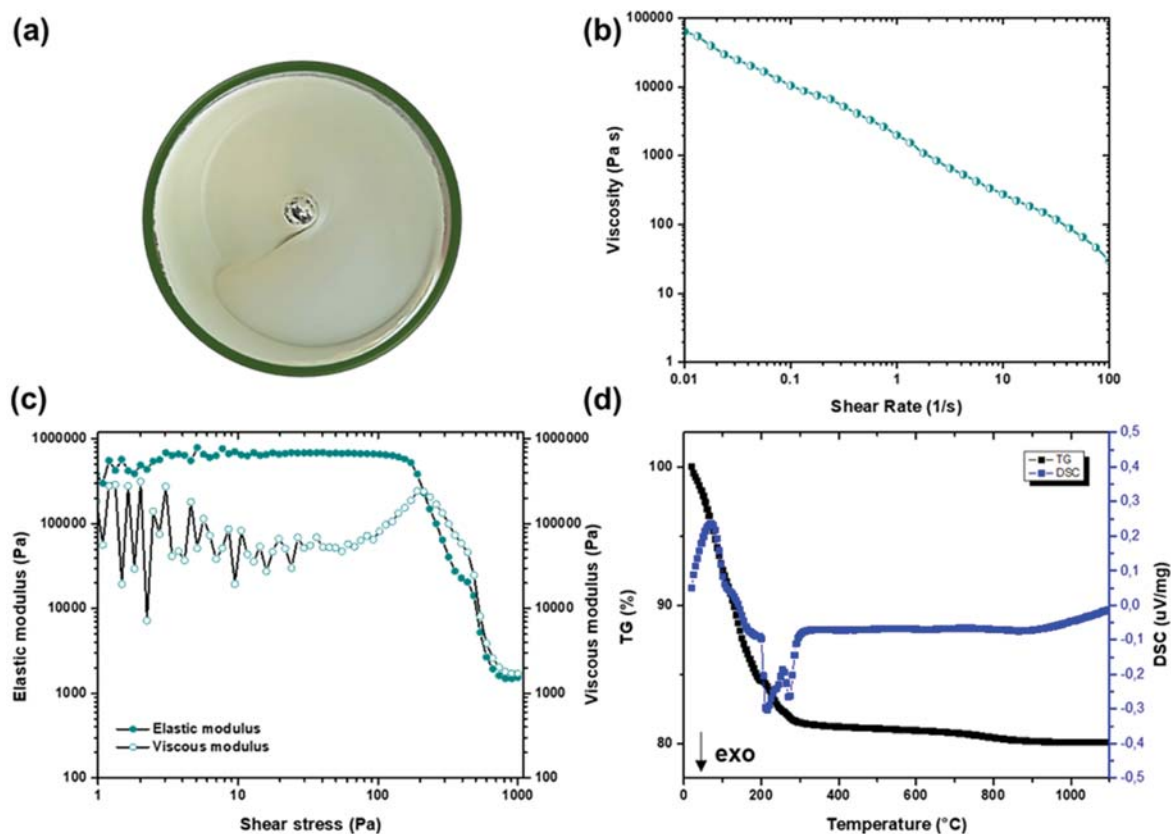 (a)
(b)
100000
10000
1000
100
1
0.01
0.1
1
10
100
Viscosity (Pa s)
Shear Rate (1/s)
(c)
1000000
100000
10000
1000
100
1000000
100000
10000
1000
100
1
10
100
1000
Elastic modulus (Pa)
Viscous modulus (Pa)
Elastic modulus
Viscous modulus
Shear stress (Pa)
(d)
100
90
80
0,5
0,4
0,3
0,2
0,1
0,0
-0,1
-0,2
-0,3
-0,4
-0,5
0
200
400
600
800
1000
TG (%)
DSC (uV/mg)
TG
DSC
exo
Temperature (°C)